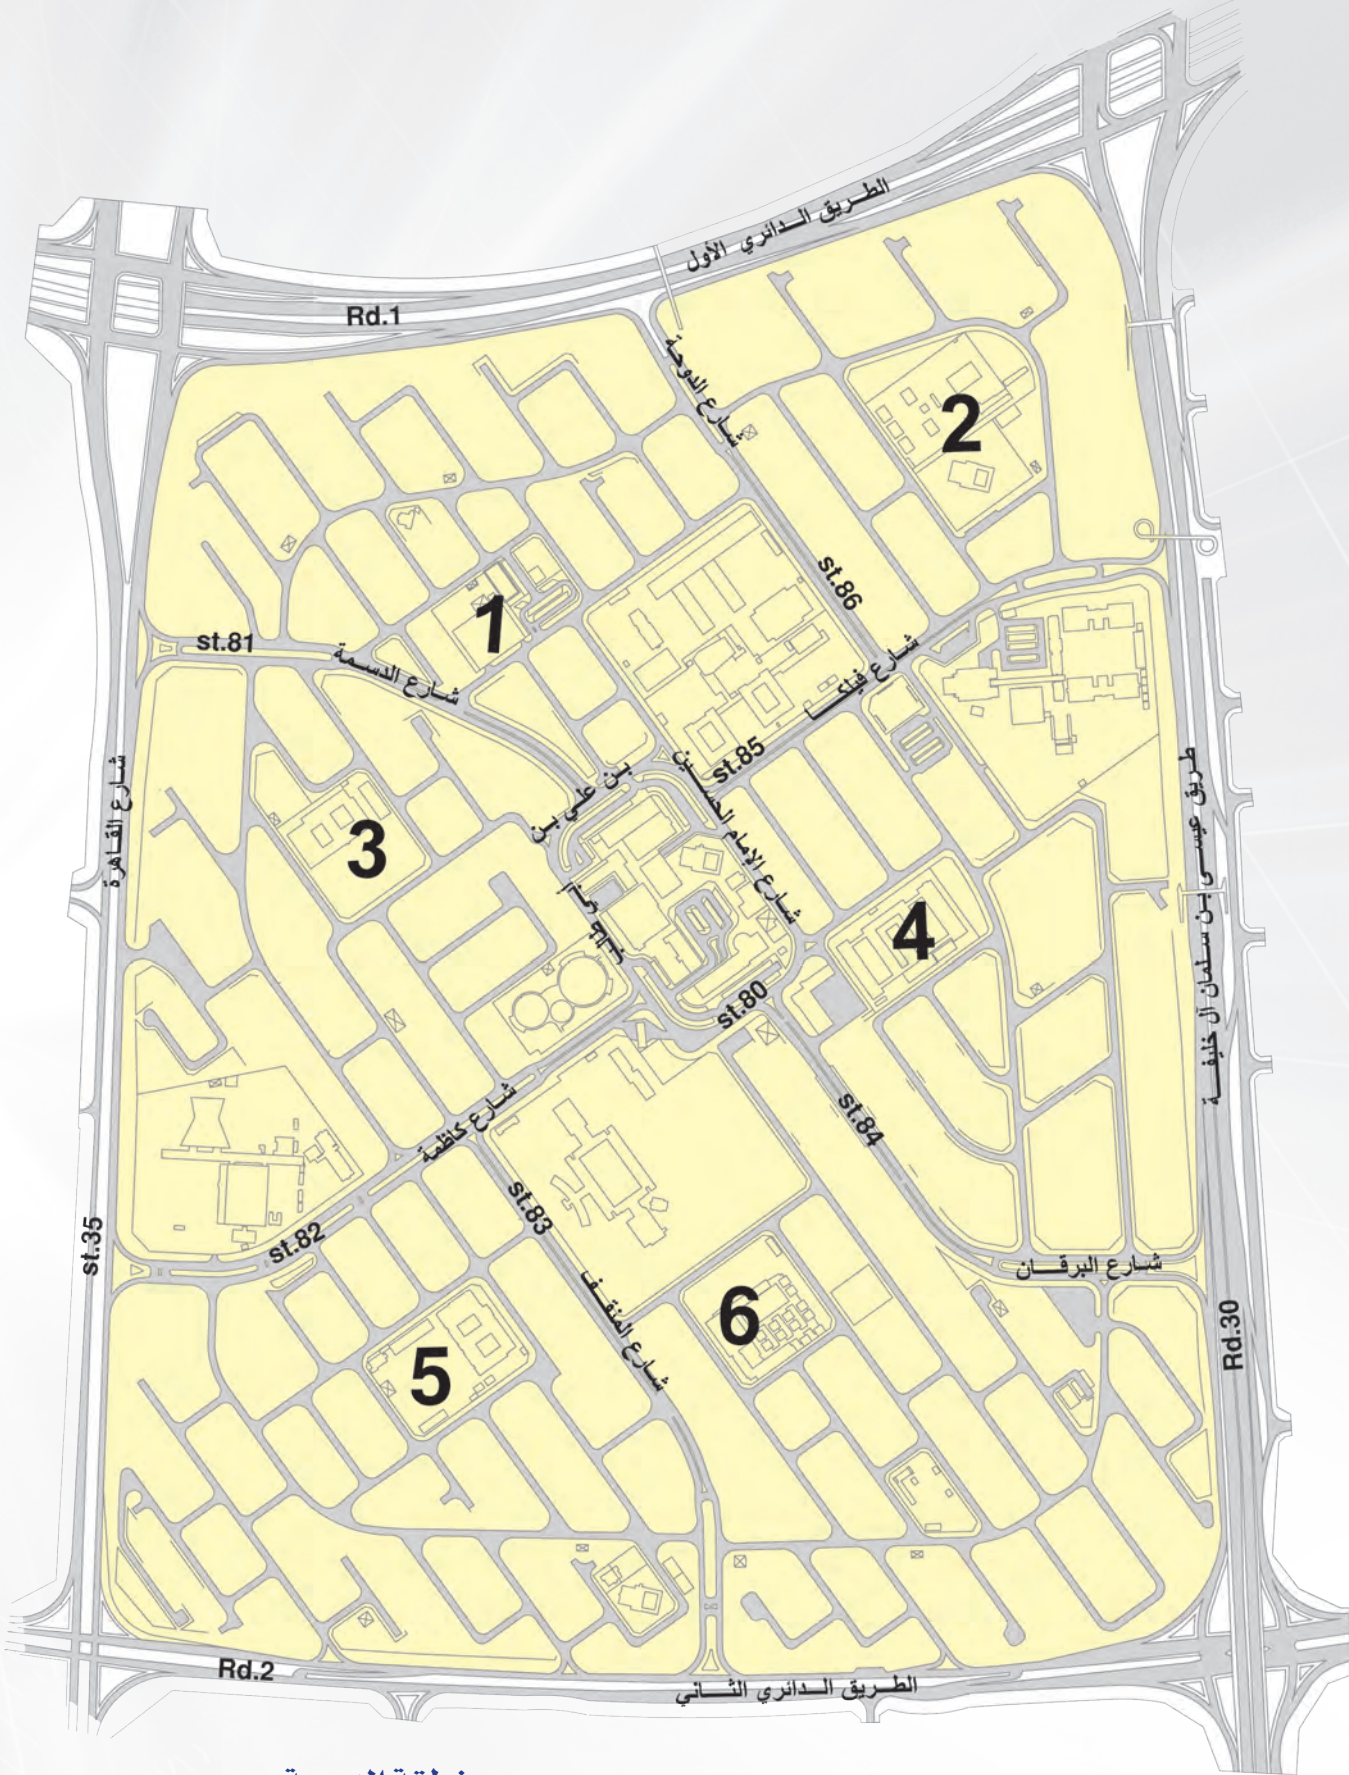 الطريق الدائري الأول
Rd.1
شارع الدوحة
2
st.86
1
st.81
شارع الدسمة
شارع فيلكا
st.85
بن علي بن
شارع الإمام الحسين
شارع القاهرة
طريق عيسى بن سلمان آل خليفة
3
4
st.80
st.84
شارع كاظمة
st.83
st.82
st.35
شارع البرقان
شارع المنقف
6
5
Rd.30
Rd.2
الطريق الدائري الثاني